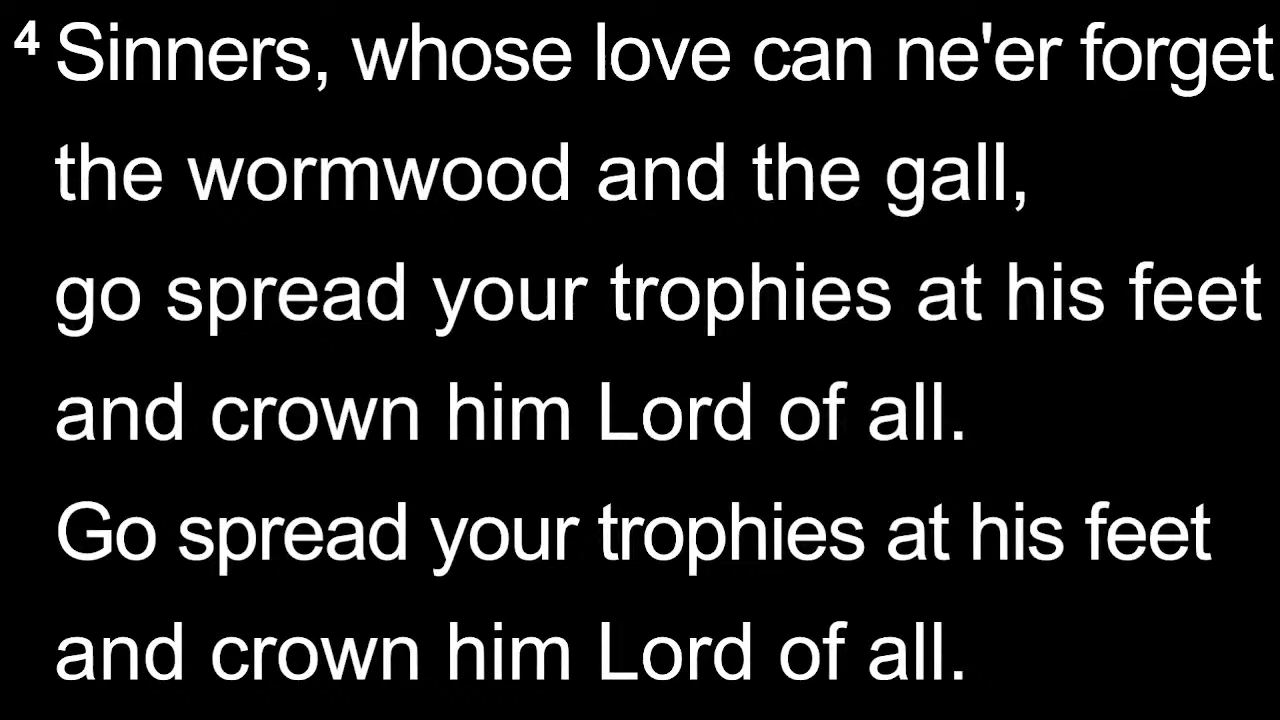 4 Sinners, whose love can ne'er forget
the wormwood and the gall,
go spread your trophies at his feet
and crown him Lord of all.
Go spread your trophies at his feet
and crown him Lord of all.